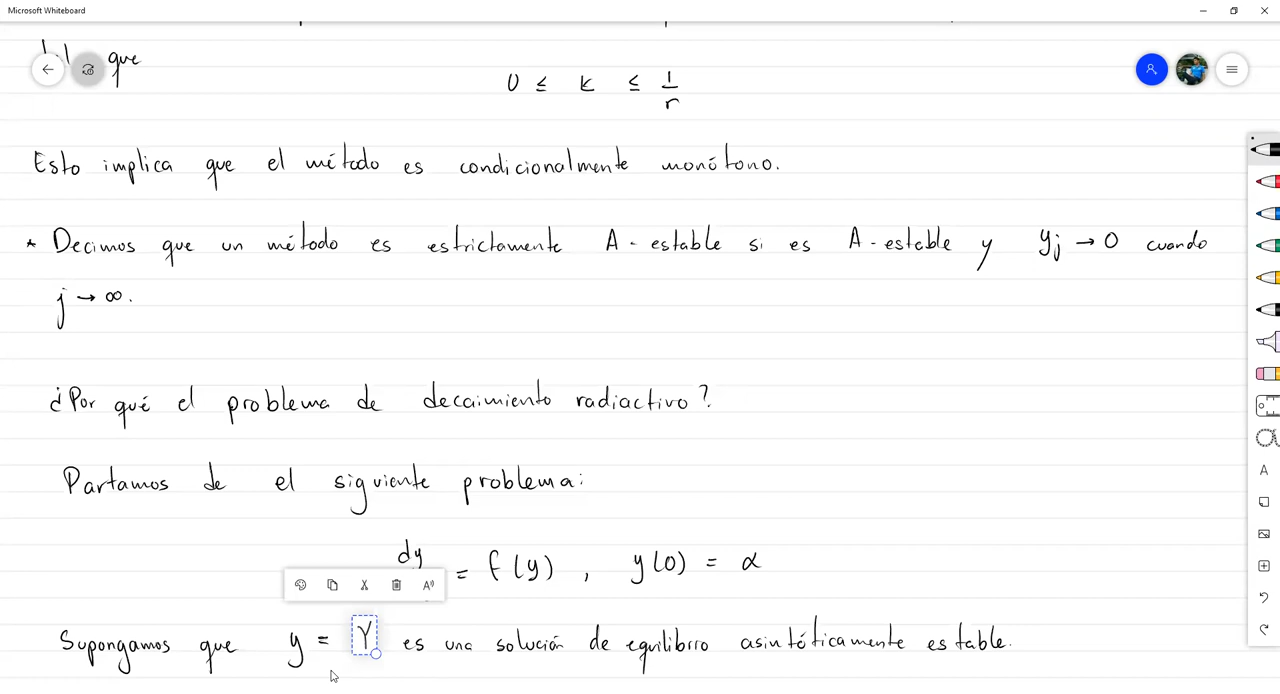 Microsoft Whiteboard
que
0 ≤ k ≤ 1/r
Esto implica que el método es condicionalmente monótono.
* Decimos que un método es estrictamente A-estable si es A-estable y yj → 0 cuando
j → ∞.
¿Por qué el problema de decaimiento radiactivo?
Partamos de el siguiente problema:
dy = f(y), y(0) = α
Supongamos que y = Y es una solución de equilibrio asintóticamente estable.